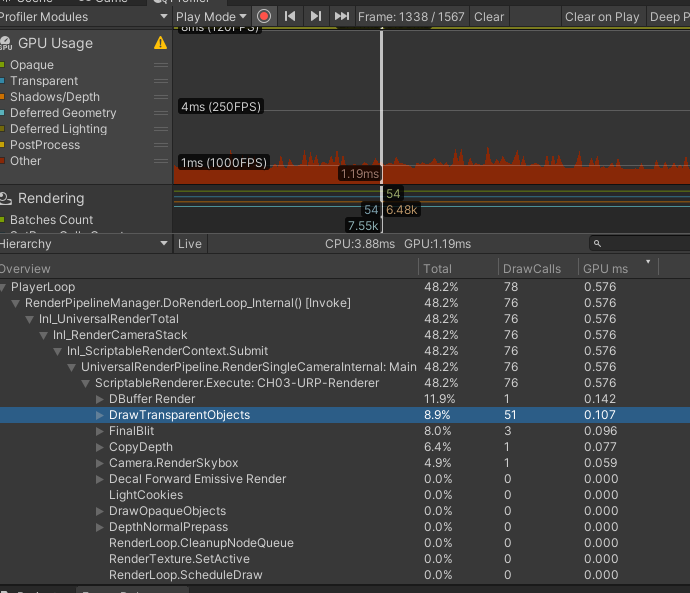 Profiler
Profiler Modules Play Mode Frame: 1338 / 1567 Clear Clear on Play Deep P
GPU Usage
Opaque
Transparent
Shadows/Depth
Deferred Geometry
Deferred Lighting
PostProcess
Other
8ms (120FPS)
4ms (250FPS)
1ms (1000FPS)
1.19ms
Rendering
Batches Count
54
54 6.48k
7.55k
Hierarchy Live CPU:3.88ms GPU:1.19ms
Overview Total DrawCalls GPU ms
PlayerLoop 48.2% 78 0.576
RenderPipelineManager.DoRenderLoop_Internal() [Invoke] 48.2% 76 0.576
Inl_UniversalRenderTotal 48.2% 76 0.576
Inl_RenderCameraStack 48.2% 76 0.576
Inl_ScriptableRenderContext.Submit 48.2% 76 0.576
UniversalRenderPipeline.RenderSingleCameraInternal: Main 48.2% 76 0.576
ScriptableRenderer.Execute: CH03-URP-Renderer 48.2% 76 0.576
DBuffer Render 11.9% 1 0.142
DrawTransparentObjects 8.9% 51 0.107
FinalBlit 8.0% 3 0.096
CopyDepth 6.4% 1 0.077
Camera.RenderSkybox 4.9% 1 0.059
Decal Forward Emissive Render 0.0% 0 0.000
LightCookies 0.0% 0 0.000
DrawOpaqueObjects 0.0% 0 0.000
DepthNormalPrepass 0.0% 0 0.000
RenderLoop.CleanupNodeQueue 0.0% 0 0.000
RenderTexture.SetActive 0.0% 0 0.000
RenderLoop.ScheduleDraw 0.0% 0 0.000